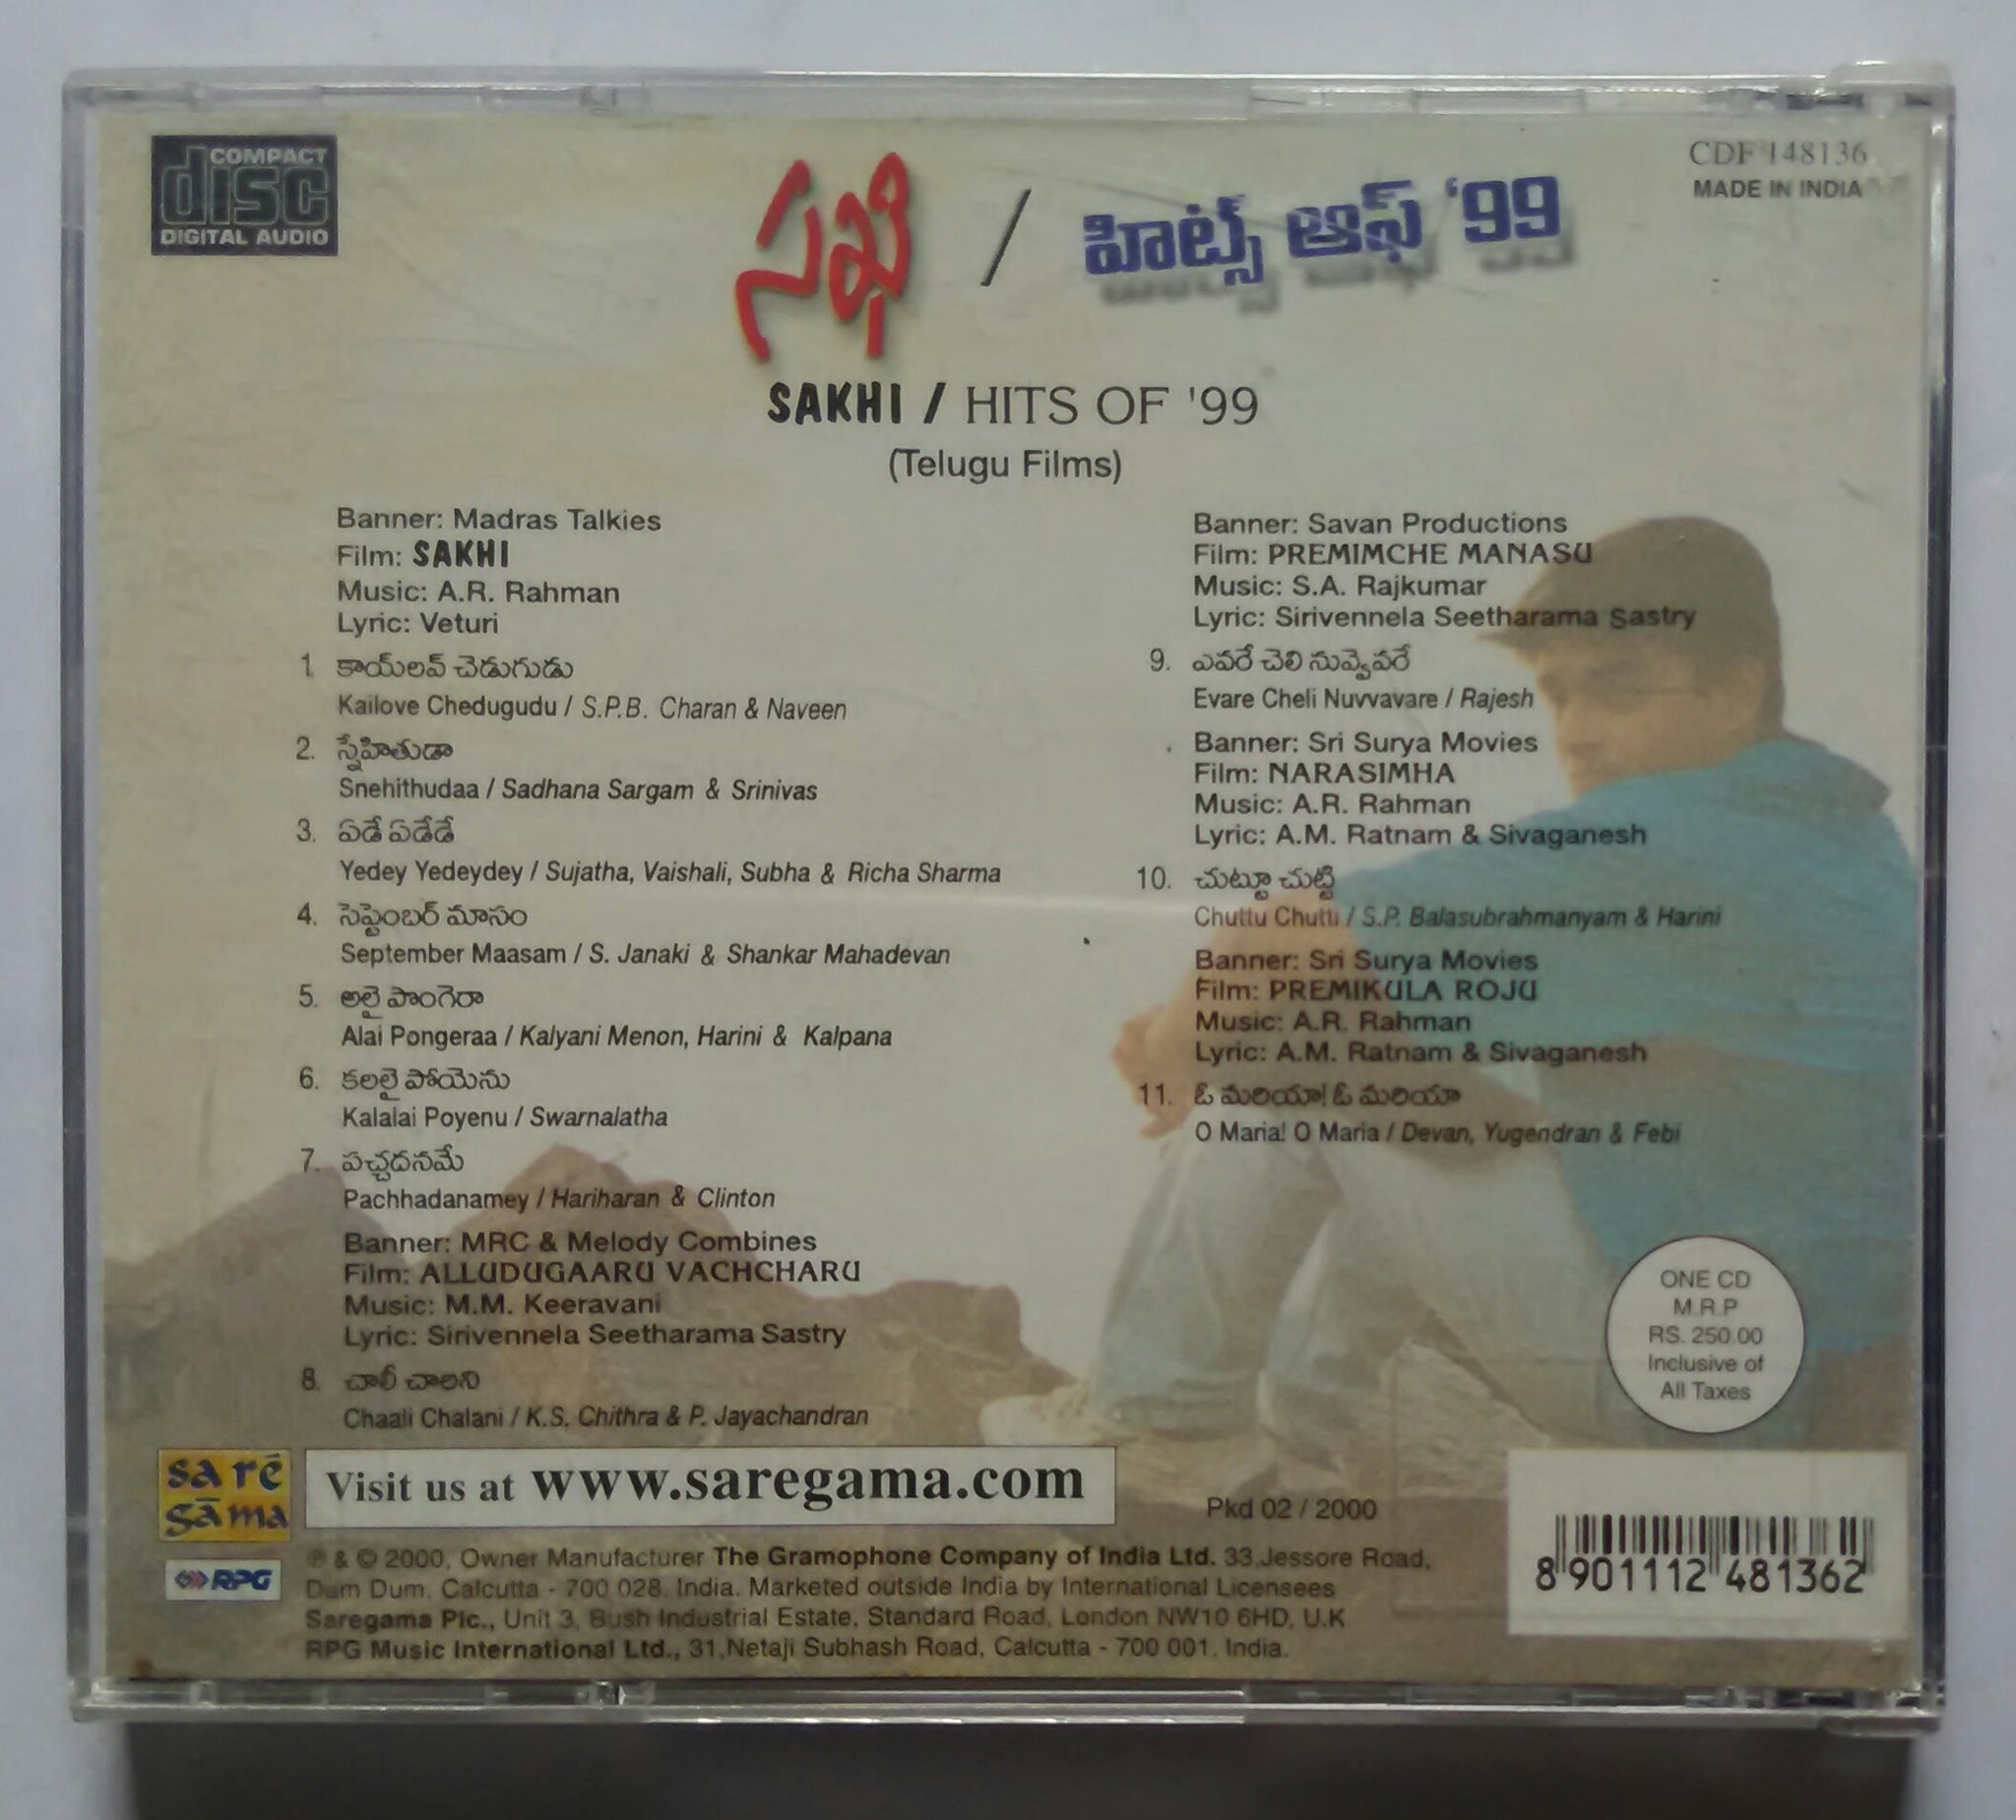 COMPACT
disc
DIGITAL AUDIO
సఖి / హిట్స్ ఆఫ్ '99
CDF 148136
MADE IN INDIA
SAKHI / HITS OF '99
(Telugu Films)
Banner: Madras Talkies
Film: SAKHI
Music: A.R. Rahman
Lyric: Veturi
1. కాయ్‌లవ్ చెడుగుడు
Kailove Chedugudu / S.P.B. Charan & Naveen
2. స్నేహితుడా
Snehithudaa / Sadhana Sargam & Srinivas
3. ఏడే ఏడేడే
Yedey Yedeydey / Sujatha, Vaishali, Subha & Richa Sharma
4. సెప్టెంబర్ మాసం
September Maasam / S. Janaki & Shankar Mahadevan
5. అలై పొంగెరా
Alai Pongeraa / Kalyani Menon, Harini & Kalpana
6. కలలై పోయెను
Kalalai Poyenu / Swarnalatha
7. పచ్చదనమే
Pachhadanamey / Hariharan & Clinton
Banner: MRC & Melody Combines
Film: ALLUDUGAARU VACHCHARU
Music: M.M. Keeravani
Lyric: Sirivennela Seetharama Sastry
8. చాలీ చాలని
Chaali Chalani / K.S. Chithra & P. Jayachandran
Banner: Savan Productions
Film: PREMIMCHE MANASU
Music: S.A. Rajkumar
Lyric: Sirivennela Seetharama Sastry
9. ఎవరే చెలి నువ్వెవరే
Evare Cheli Nuvvavare / Rajesh
Banner: Sri Surya Movies
Film: NARASIMHA
Music: A.R. Rahman
Lyric: A.M. Ratnam & Sivaganesh
10. చుట్టూ చుట్టి
Chuttu Chutti / S.P. Balasubrahmanyam & Harini
Banner: Sri Surya Movies
Film: PREMIKULA ROJU
Music: A.R. Rahman
Lyric: A.M. Ratnam & Sivaganesh
11. ఓ మరియా! ఓ మరియా
O Maria! O Maria / Devan, Yugendran & Febi
ONE CD
M.R.P
RS. 250.00
Inclusive of
All Taxes
sa rē
gā ma
RPG
Visit us at www.saregama.com
Pkd 02 / 2000
℗ & © 2000, Owner Manufacturer The Gramophone Company of India Ltd. 33,Jessore Road,
Dum Dum, Calcutta - 700 028. India. Marketed outside India by International Licensees
Saregama Plc., Unit 3, Bush Industrial Estate, Standard Road, London NW10 6HD, U.K
RPG Music International Ltd., 31,Netaji Subhash Road, Calcutta - 700 001. India.
8 901112 481362